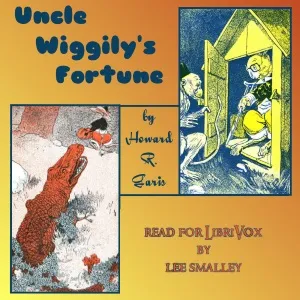 Uncle
Wiggily's
Fortune
by
Howard
R.
Garis
READ FOR LIBRIVOX
BY
LEE SMALLEY